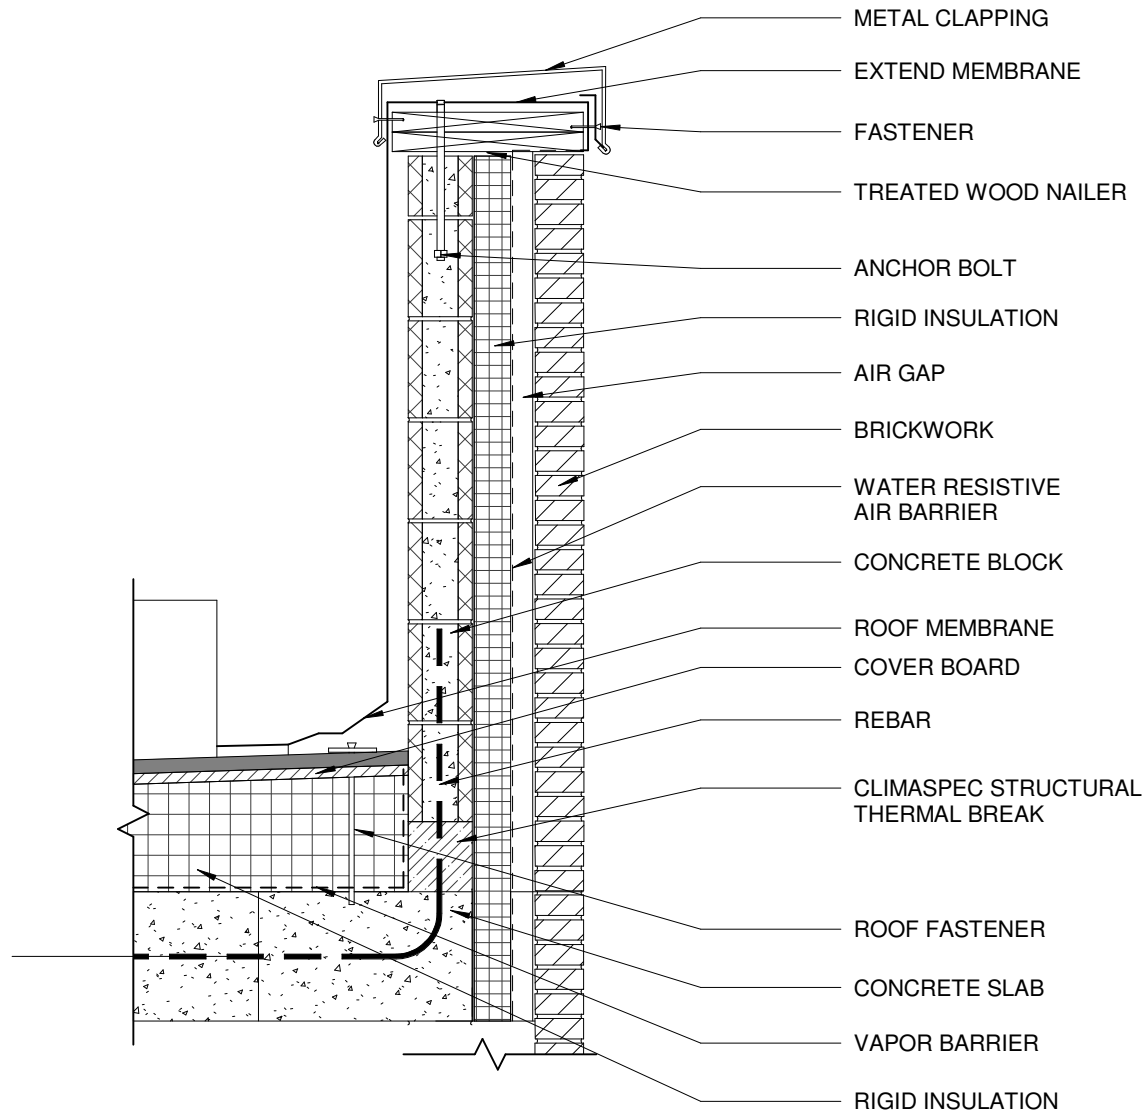 METAL CLAPPING
EXTEND MEMBRANE
FASTENER
TREATED WOOD NAILER
ANCHOR BOLT
RIGID INSULATION
AIR GAP
BRICKWORK
WATER RESISTIVE
AIR BARRIER
CONCRETE BLOCK
ROOF MEMBRANE
COVER BOARD
REBAR
CLIMASPEC STRUCTURAL
THERMAL BREAK
ROOF FASTENER
CONCRETE SLAB
VAPOR BARRIER
RIGID INSULATION